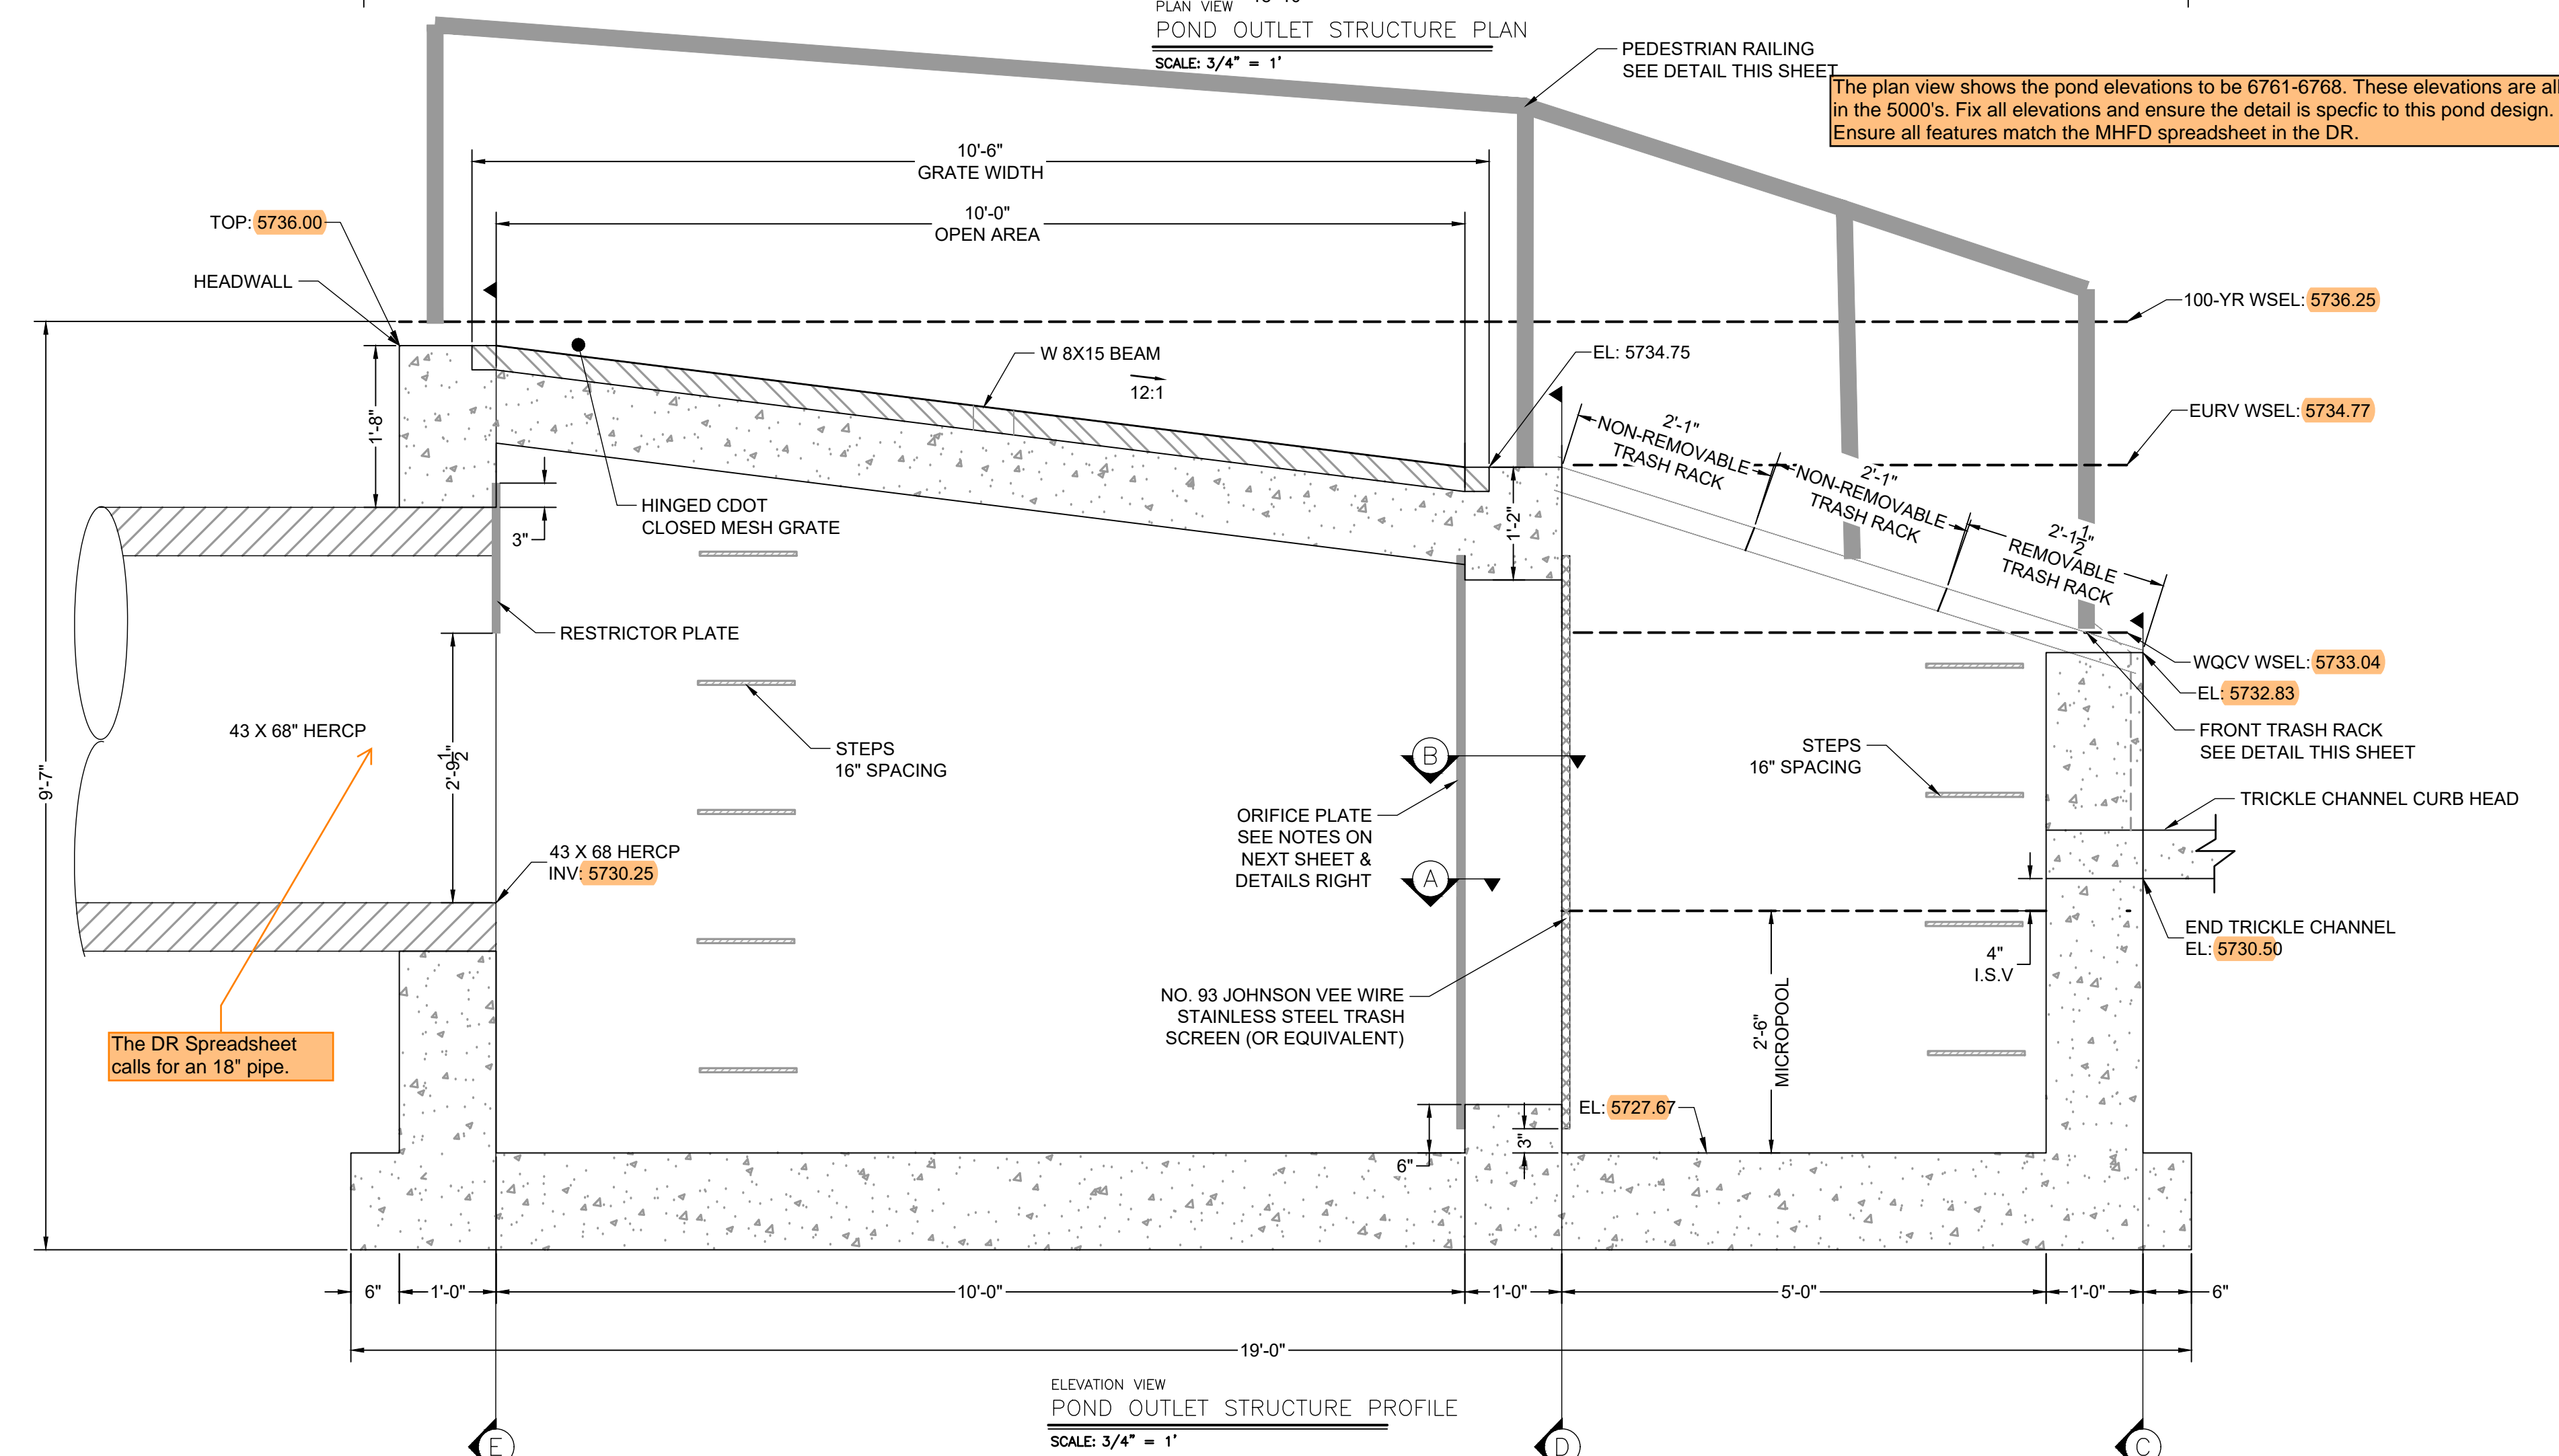 PLAN VIEW
POND OUTLET STRUCTURE PLAN
SCALE: 3/4" = 1'
PEDESTRIAN RAILING
SEE DETAIL THIS SHEET
The plan view shows the pond elevations to be 6761-6768. These elevations are all
in the 5000's. Fix all elevations and ensure the detail is specfic to this pond design.
Ensure all features match the MHFD spreadsheet in the DR.
10'-6"
GRATE WIDTH
10'-0"
OPEN AREA
TOP: 5736.00
HEADWALL
100-YR WSEL: 5736.25
W 8X15 BEAM
12:1
EL: 5734.75
EURV WSEL: 5734.77
1'-8"
2'-1"
NON-REMOVABLE
TRASH RACK
2'-1"
NON-REMOVABLE
TRASH RACK
2'-1 1/2"
REMOVABLE
TRASH RACK
HINGED CDOT
CLOSED MESH GRATE
3"
1'-2"
RESTRICTOR PLATE
WQCV WSEL: 5733.04
EL: 5732.83
43 X 68" HERCP
FRONT TRASH RACK
SEE DETAIL THIS SHEET
STEPS
16" SPACING
STEPS
16" SPACING
9'-7"
2'-9 1/2"
B
TRICKLE CHANNEL CURB HEAD
ORIFICE PLATE
SEE NOTES ON
NEXT SHEET &
DETAILS RIGHT
43 X 68 HERCP
INV: 5730.25
A
END TRICKLE CHANNEL
EL: 5730.50
4"
I.S.V
NO. 93 JOHNSON VEE WIRE
STAINLESS STEEL TRASH
SCREEN (OR EQUIVALENT)
2'-6"
MICROPOOL
The DR Spreadsheet
calls for an 18" pipe.
EL: 5727.67
6"
3"
6"
1'-0"
10'-0"
1'-0"
5'-0"
1'-0"
6"
19'-0"
ELEVATION VIEW
POND OUTLET STRUCTURE PROFILE
SCALE: 3/4" = 1'
E
D
C